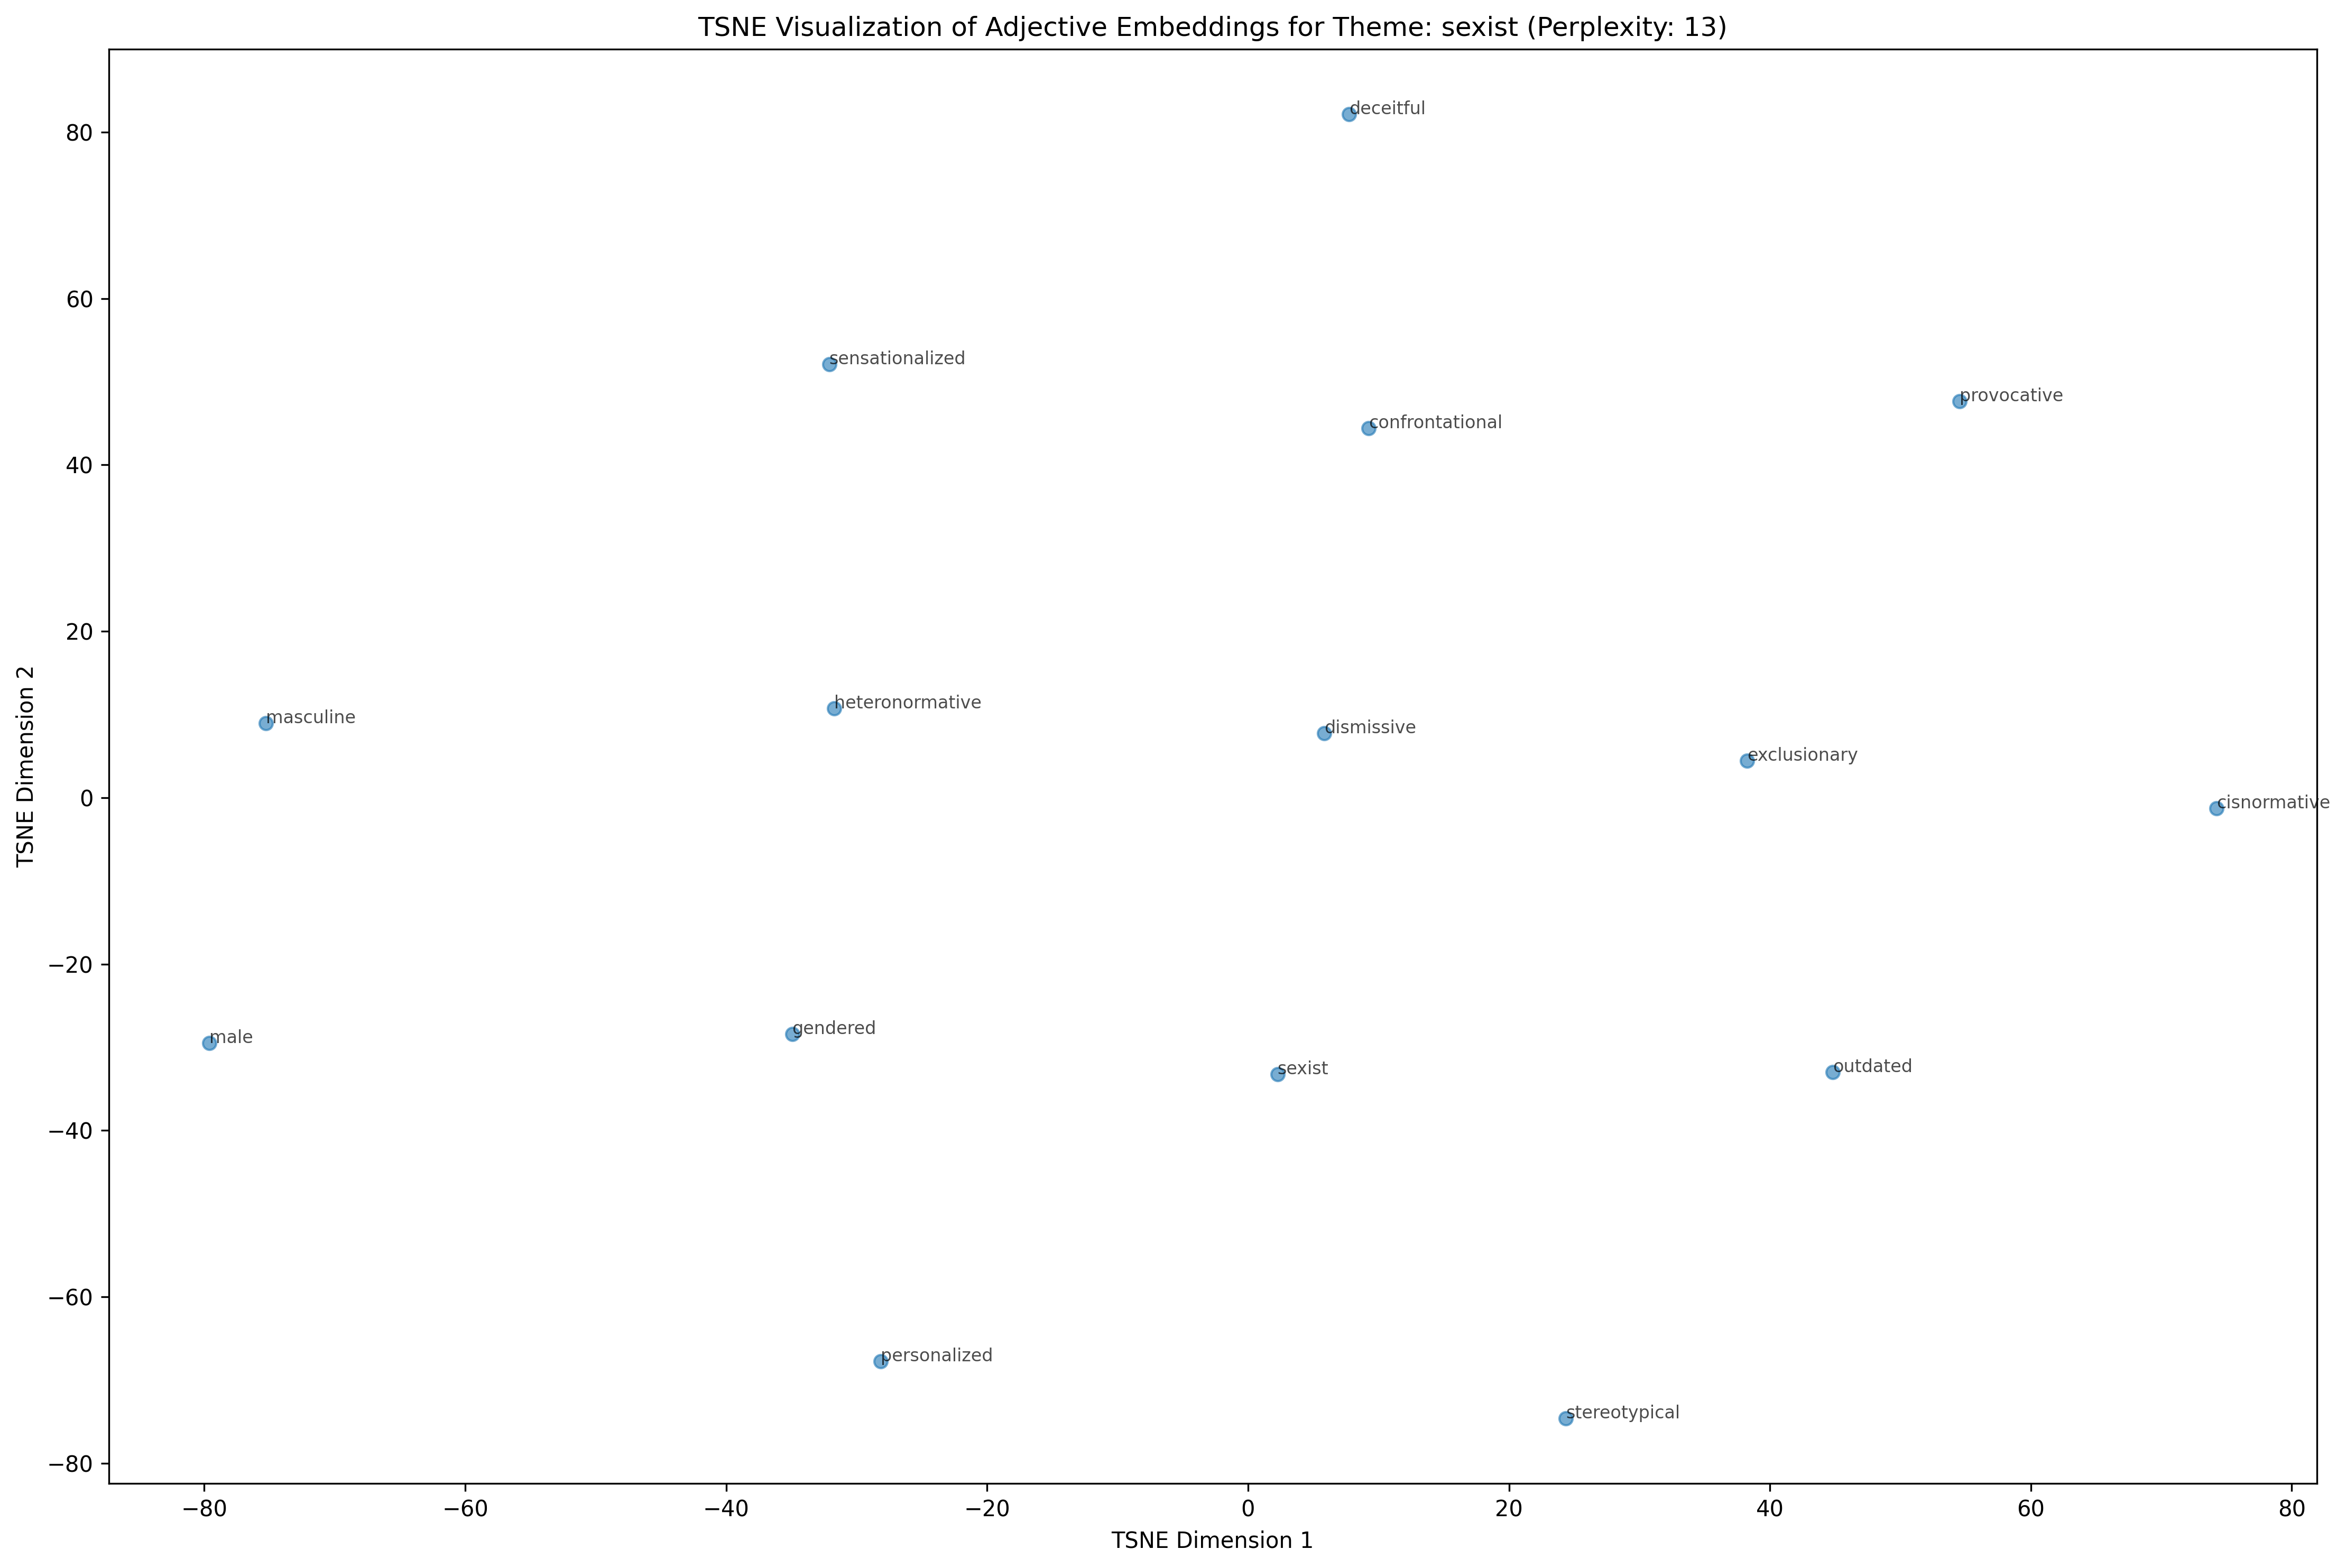 TSNE Visualization of Adjective Embeddings for Theme: sexist (Perplexity: 13)
deceitful
sensationalized
provocative
confrontational
heteronormative
masculine
dismissive
exclusionary
cisnormative
gendered
male
sexist
outdated
personalized
stereotypical
80
60
40
20
0
−20
−40
−60
−80
TSNE Dimension 2
−80 −60 −40 −20 0 20 40 60 80
TSNE Dimension 1